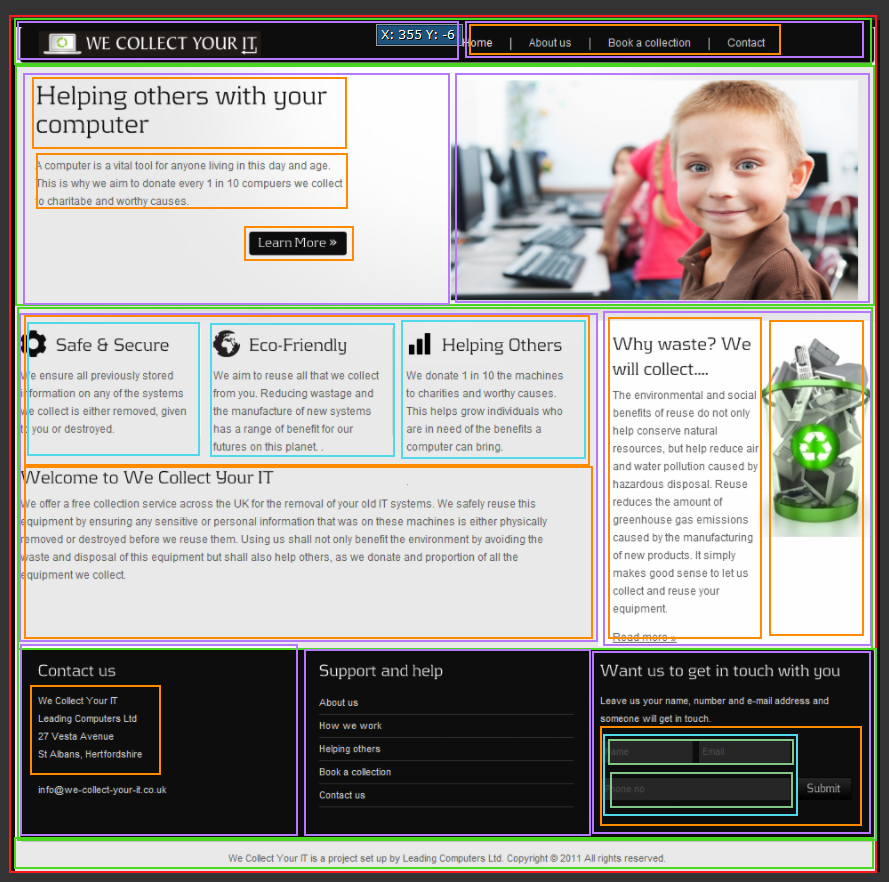 WE COLLECT YOUR IT
X: 355 Y: -6
Home | About us | Book a collection | Contact
Helping others with your
computer
A computer is a vital tool for anyone living in this day and age.
This is why we aim to donate every 1 in 10 compuers we collect
to charitabe and worthy causes.
Learn More »
Safe & Secure
We ensure all previously stored
information on any of the systems
we collect is either removed, given
to you or destroyed.
Eco-Friendly
We aim to reuse all that we collect
from you. Reducing wastage and
the manufacture of new systems
has a range of benefit for our
futures on this planet. .
Helping Others
We donate 1 in 10 the machines
to charities and worthy causes.
This helps grow individuals who
are in need of the benefits a
computer can bring.
Why waste? We
will collect....
The environmental and social
benefits of reuse do not only
help conserve natural
resources, but help reduce air
and water pollution caused by
hazardous disposal. Reuse
reduces the amount of
greenhouse gas emissions
caused by the manufacturing
of new products. It simply
makes good sense to let us
collect and reuse your
equipment.
Read more »
Welcome to We Collect Your IT
We offer a free collection service across the UK for the removal of your old IT systems. We safely reuse this
equipment by ensuring any sensitive or personal information that was on these machines is either physically
removed or destroyed before we reuse them. Using us shall not only benefit the environment by avoiding the
waste and disposal of this equipment but shall also help others, as we donate and proportion of all the
equipment we collect.
Contact us
We Collect Your IT
Leading Computers Ltd
27 Vesta Avenue
St Albans, Hertfordshire
info@we-collect-your-it.co.uk
Support and help
About us
How we work
Helping others
Book a collection
Contact us
Want us to get in touch with you
Leave us your name, number and e-mail address and
someone will get in touch.
Name
Email
Phone no
Submit
We Collect Your IT is a project set up by Leading Computers Ltd. Copyright © 2011 All rights reserved.